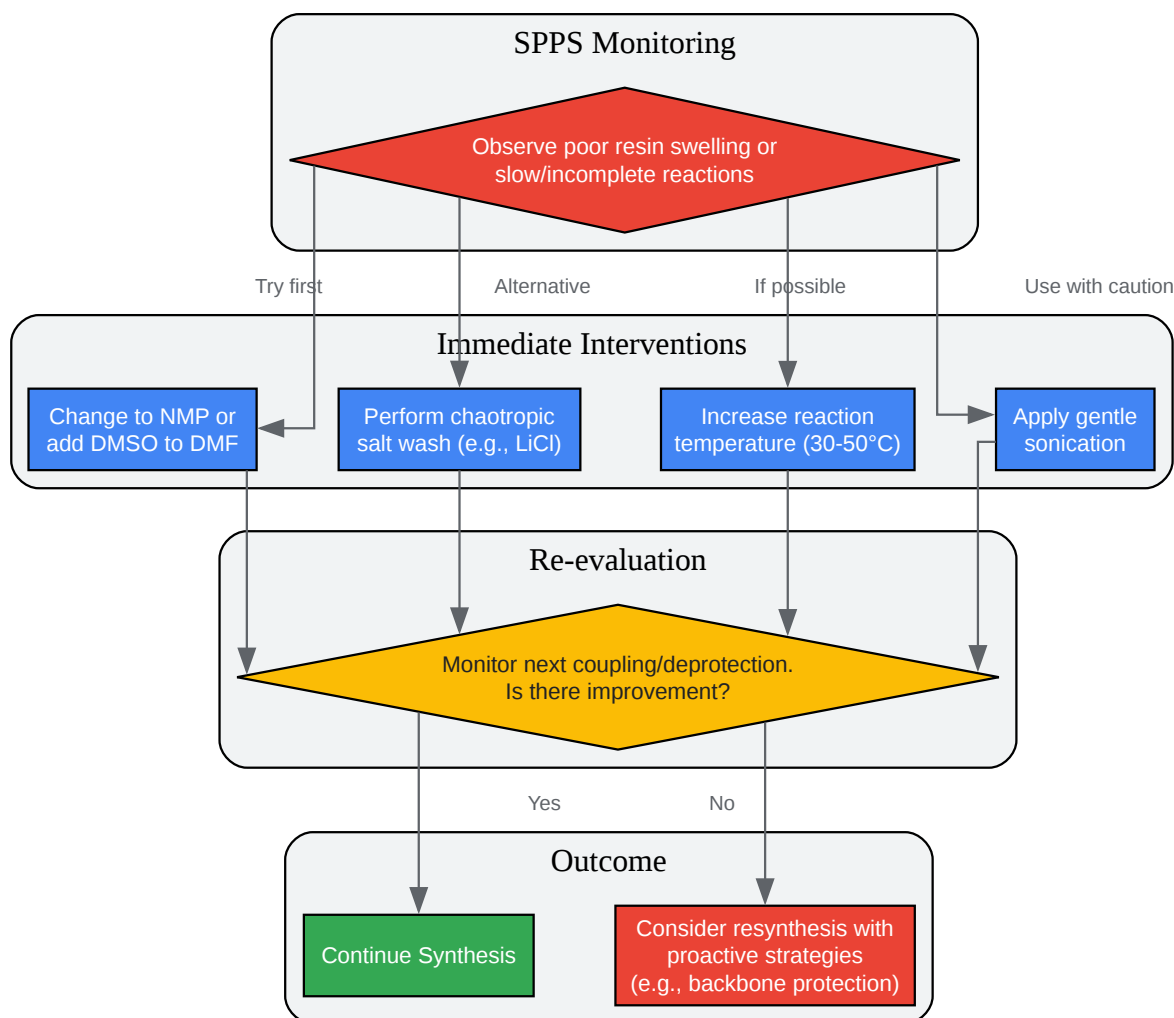 SPPS Monitoring
Observe poor resin swelling or
slow/incomplete reactions
Try first
Alternative
If possible
Use with caution
Immediate Interventions
Change to NMP or
add DMSO to DMF
Perform chaotropic
salt wash (e.g., LiCl)
Increase reaction
temperature (30-50°C)
Apply gentle
sonication
Re-evaluation
Monitor next coupling/deprotection.
Is there improvement?
Yes
No
Outcome
Continue Synthesis
Consider resynthesis with
proactive strategies
(e.g., backbone protection)